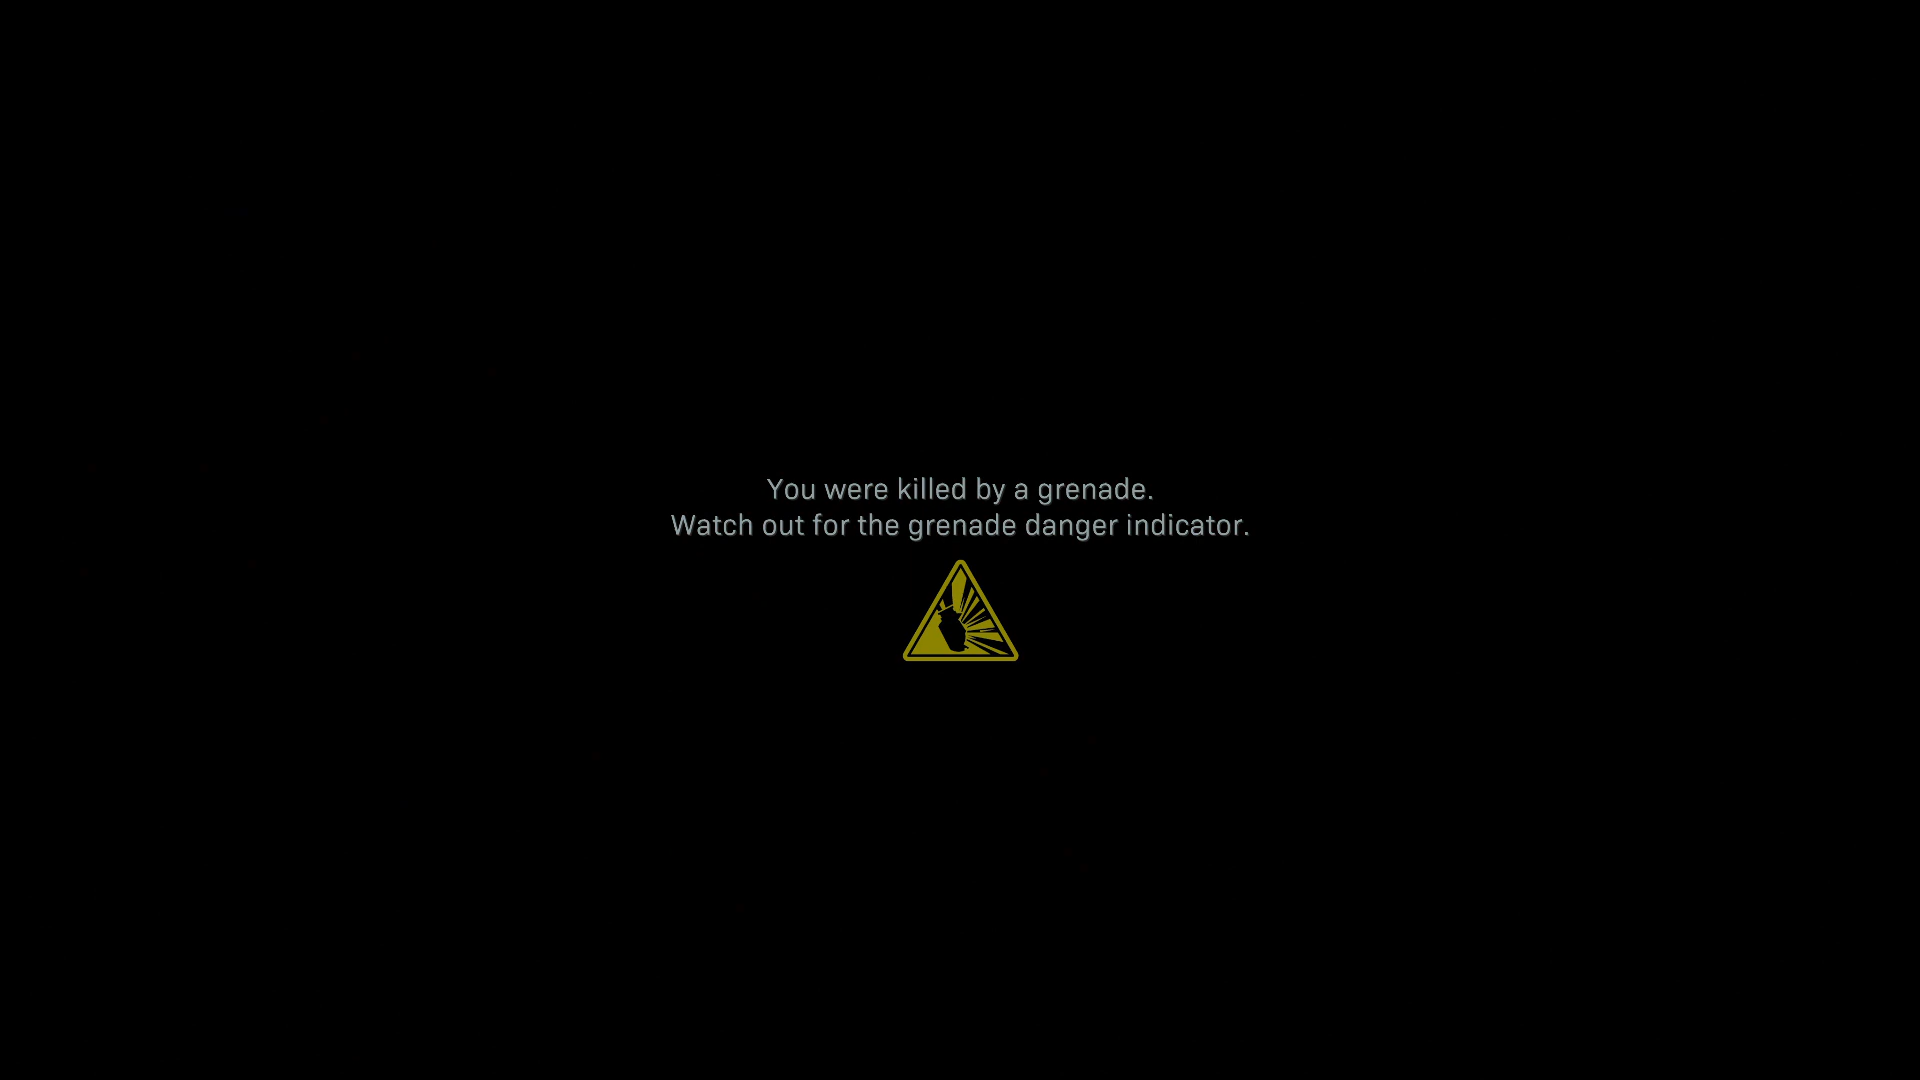 You were killed by a grenade.
Watch out for the grenade danger indicator.